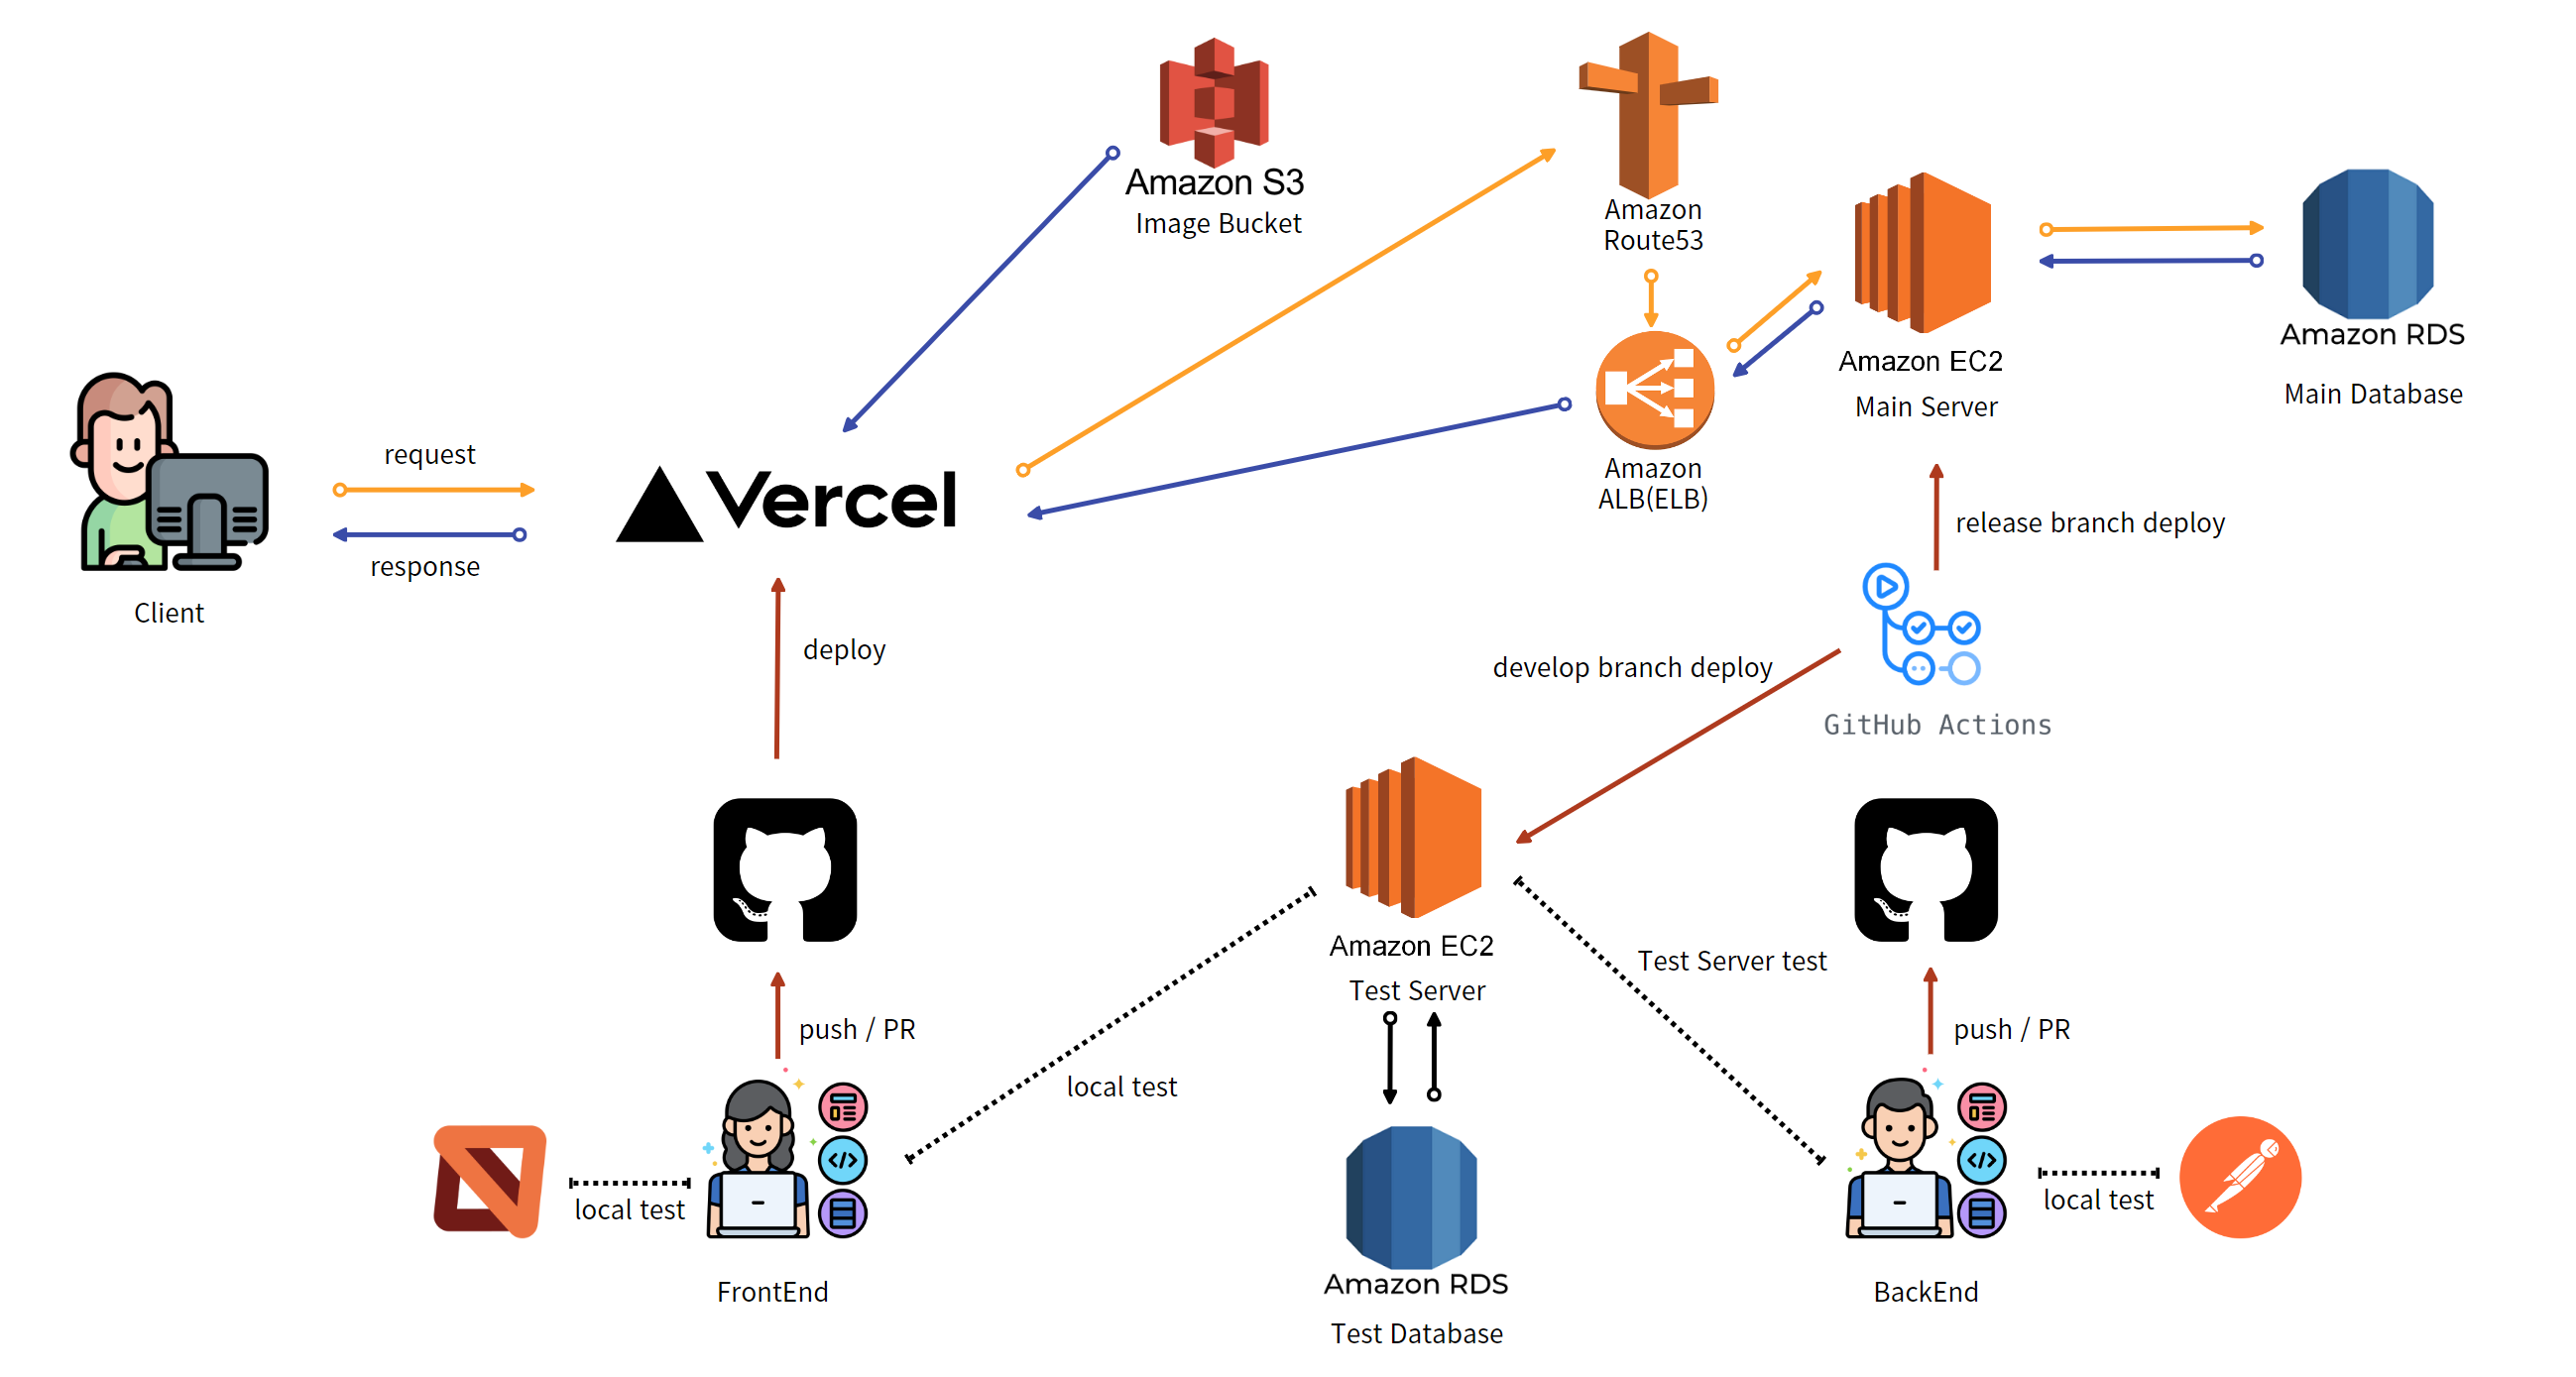 Amazon S3
Image Bucket
Amazon
Route53
Amazon EC2
Main Server
Amazon RDS
Main Database
request
response
Client
Vercel
Amazon
ALB(ELB)
release branch deploy
deploy
develop branch deploy
GitHub Actions
Amazon EC2
Test Server
Test Server test
push / PR
push / PR
local test
local test
local test
FrontEnd
Amazon RDS
Test Database
BackEnd